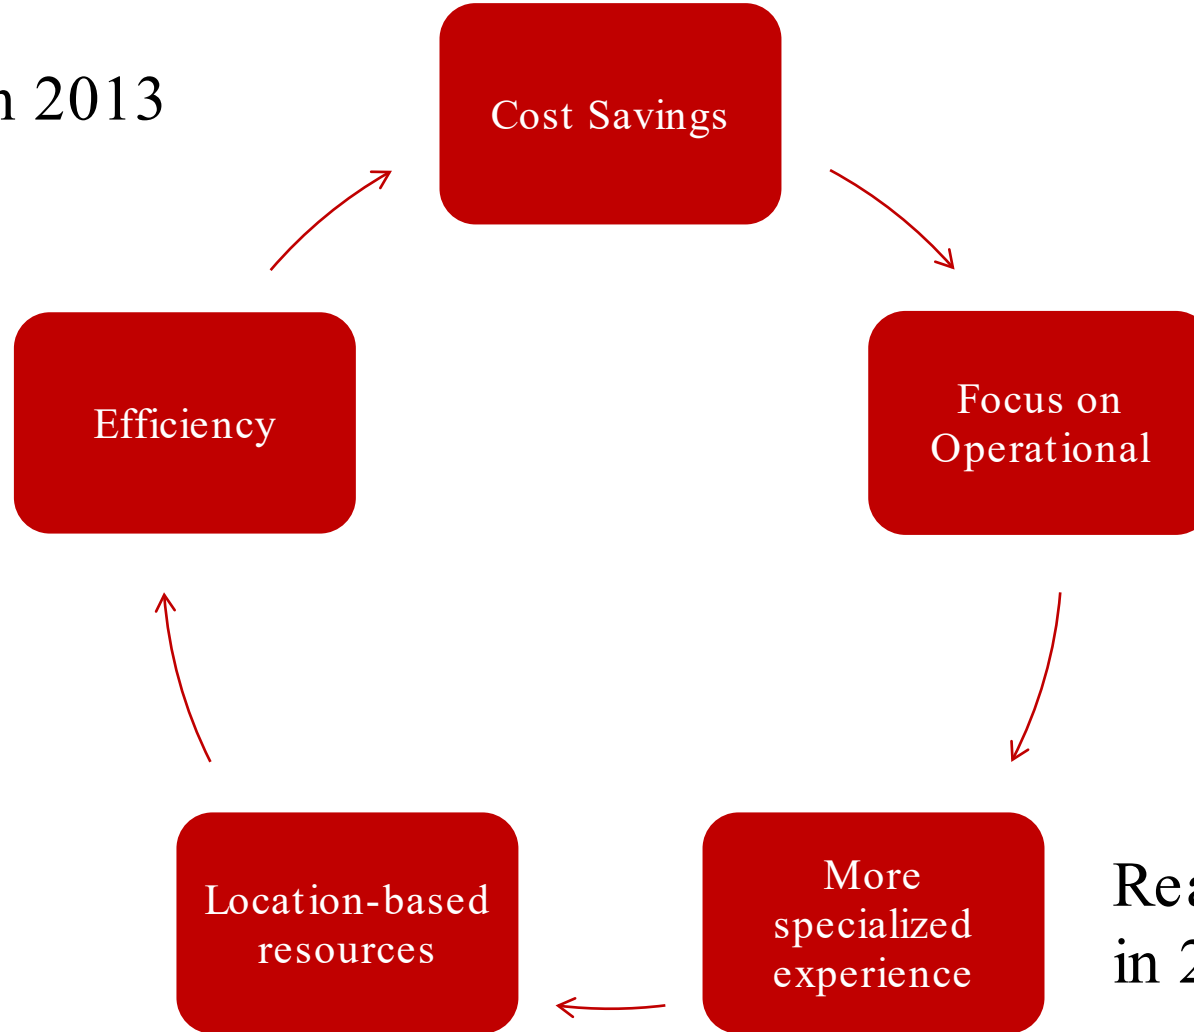 n 2013
Cost Savings
Efficiency
Focus on
Operational
Location-based
resources
More
specialized
experience
Rea
in 2